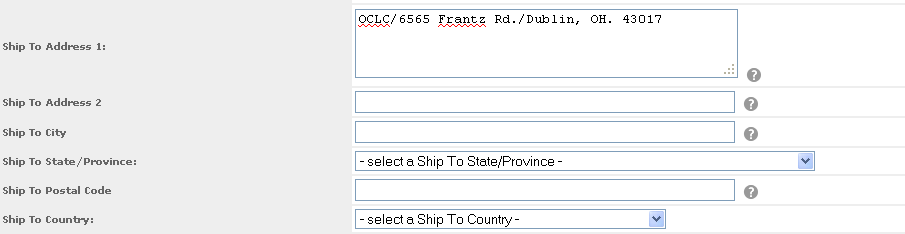 Ship To Address 1: OCLC/6565 Frantz Rd./Dublin, OH. 43017
?
Ship To Address 2 ?
Ship To City ?
Ship To State/Province: - select a Ship To State/Province -
Ship To Postal Code ?
Ship To Country: - select a Ship To Country -